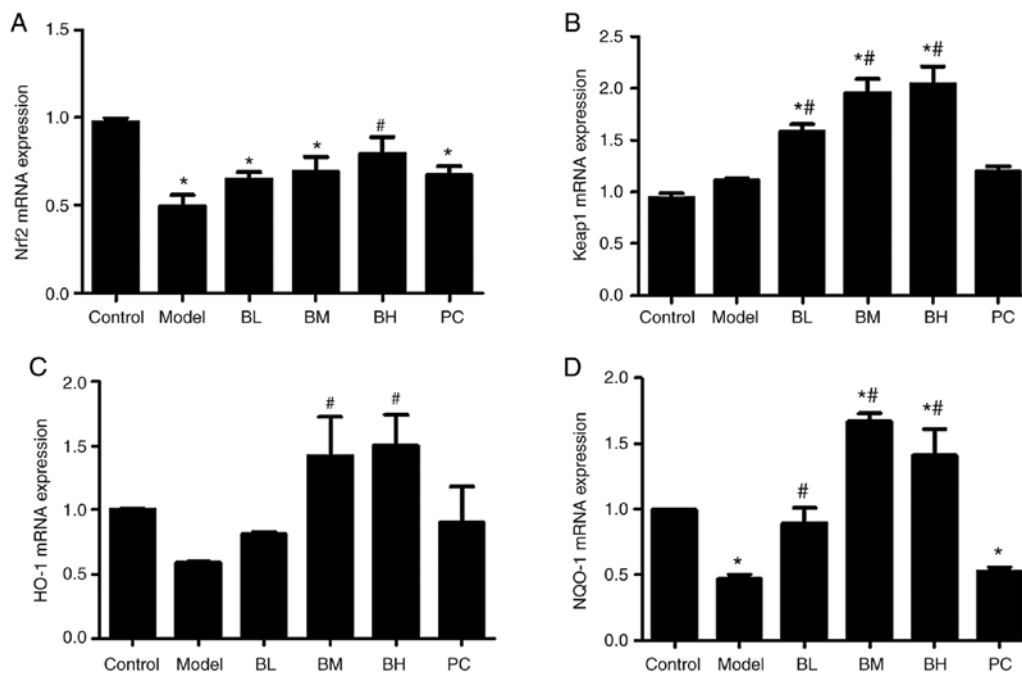 A
Nrf2 mRNA expression
1.5
1.0
0.5
0.0
*
*
*
#
*
Control Model BL BM BH PC
B
Keap1 mRNA expression
2.5
2.0
1.5
1.0
0.5
0.0
*#
*#
*#
Control Model BL BM BH PC
C
HO-1 mRNA expression
2.0
1.5
1.0
0.5
0.0
#
#
Control Model BL BM BH PC
D
NQO-1 mRNA expression
2.0
1.5
1.0
0.5
0.0
*
#
*#
*#
*
Control Model BL BM BH PC